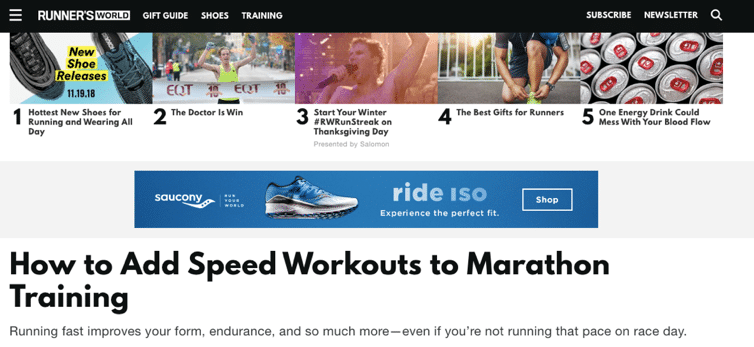 RUNNER'S WORLD GIFT GUIDE SHOES TRAINING SUBSCRIBE NEWSLETTER
New
Shoe
Releases
11.19.18
EQT EQT
1 Hottest New Shoes for
Running and Wearing All
Day
2 The Doctor Is Win
3 Start Your Winter
#RWRunStreak on
Thanksgiving Day
Presented by Salomon
4 The Best Gifts for Runners
5 One Energy Drink Could
Mess With Your Blood Flow
saucony
RUN
YOUR
WORLD
ride ISO
Experience the perfect fit.
Shop
How to Add Speed Workouts to Marathon
Training
Running fast improves your form, endurance, and so much more—even if you're not running that pace on race day.